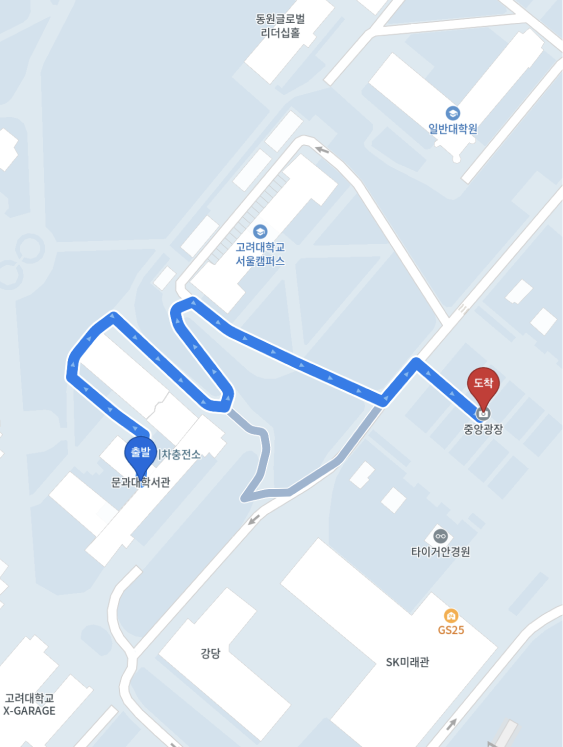 동원글로벌
리더십홀
일반대학원
고려대학교
서울캠퍼스
도착
중앙광장
출발
차충전소
문과대학서관
타이거안경원
GS25
강당
SK미래관
고려대학교
X-GARAGE